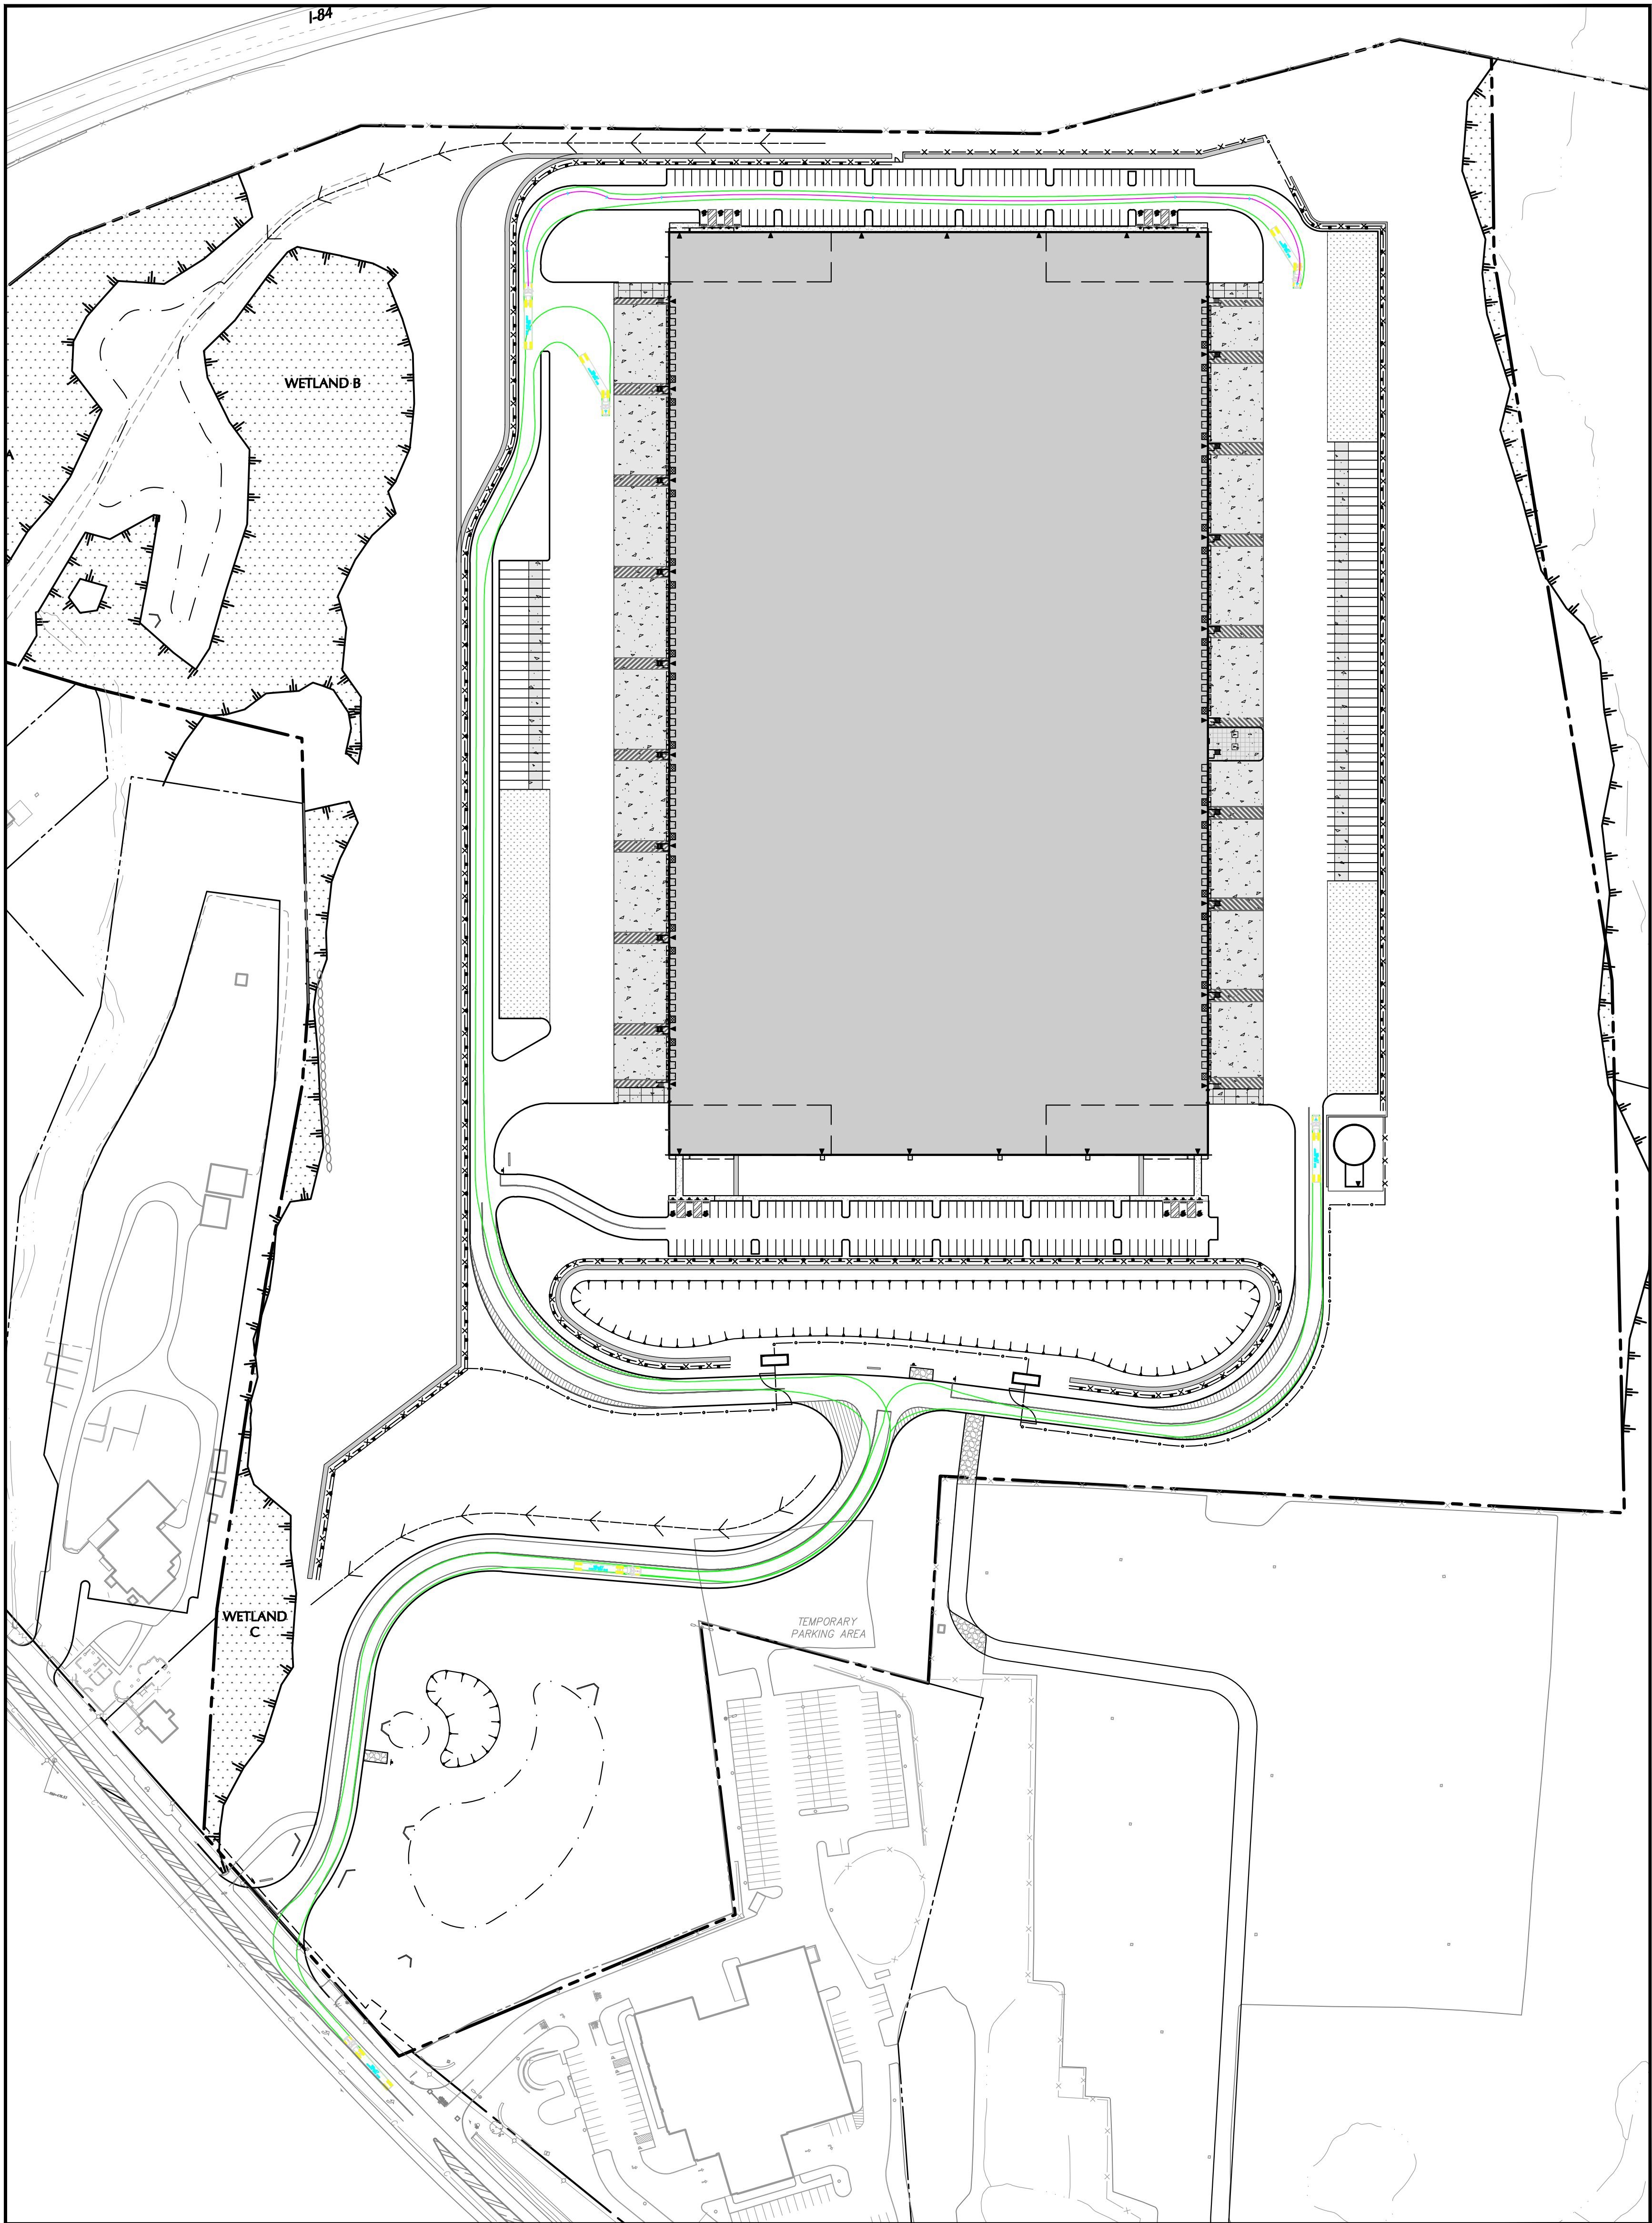 I-84
WETLAND B
A
WETLAND
C
TEMPORARY
PARKING AREA